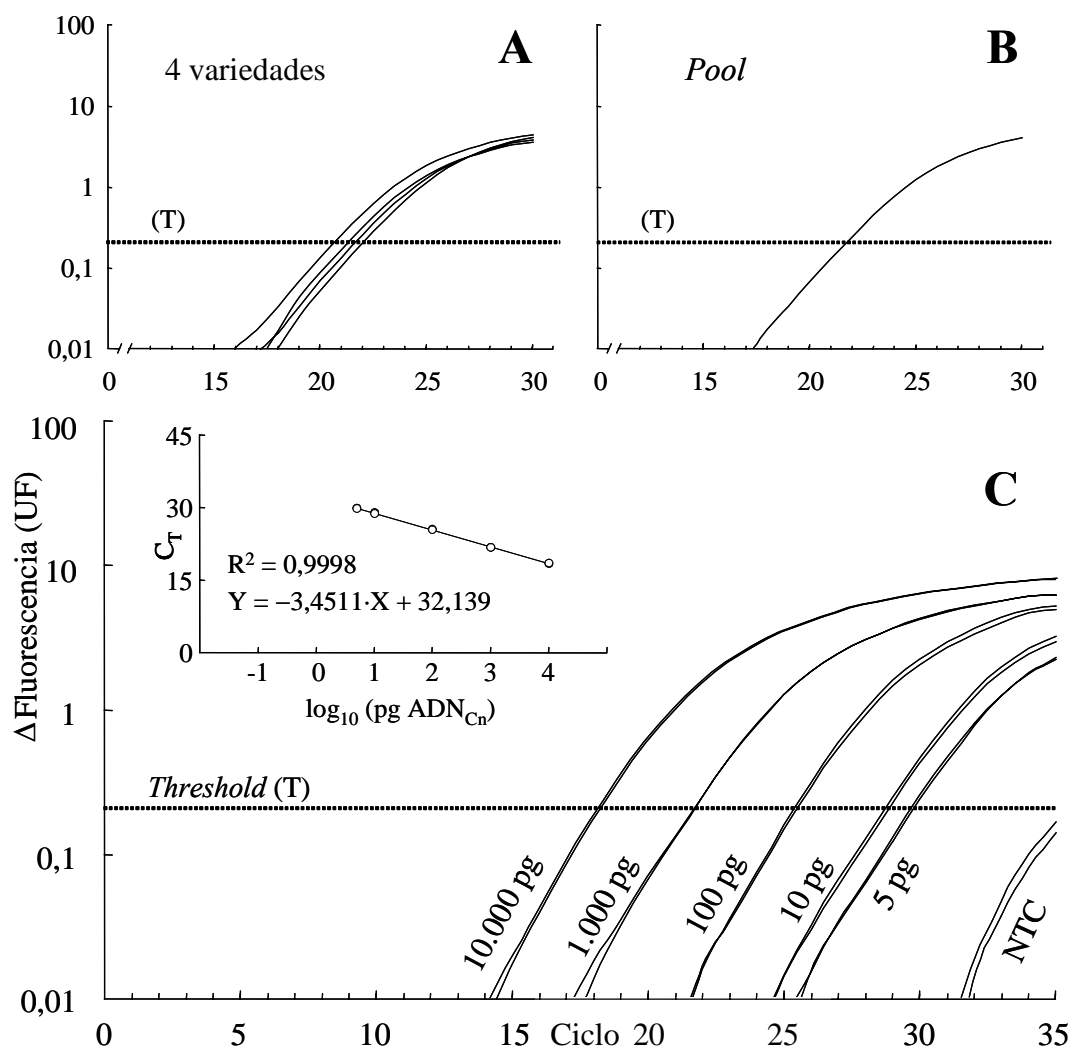 100
10
1
0,1
0,01
4 variedades
A
(T)
0 15 20 25 30
Pool
B
(T)
0 15 20 25 30
ΔFluorescencia (UF)
100
10
1
0,1
0,01
C
45
30
15
0
C_T
R² = 0,9998
Y = −3,4511·X + 32,139
-1 0 1 2 3 4
log₁₀ (pg ADN_Cn)
Threshold (T)
10.000 pg
1.000 pg
100 pg
10 pg
5 pg
NTC
0 5 10 15 Ciclo 20 25 30 35